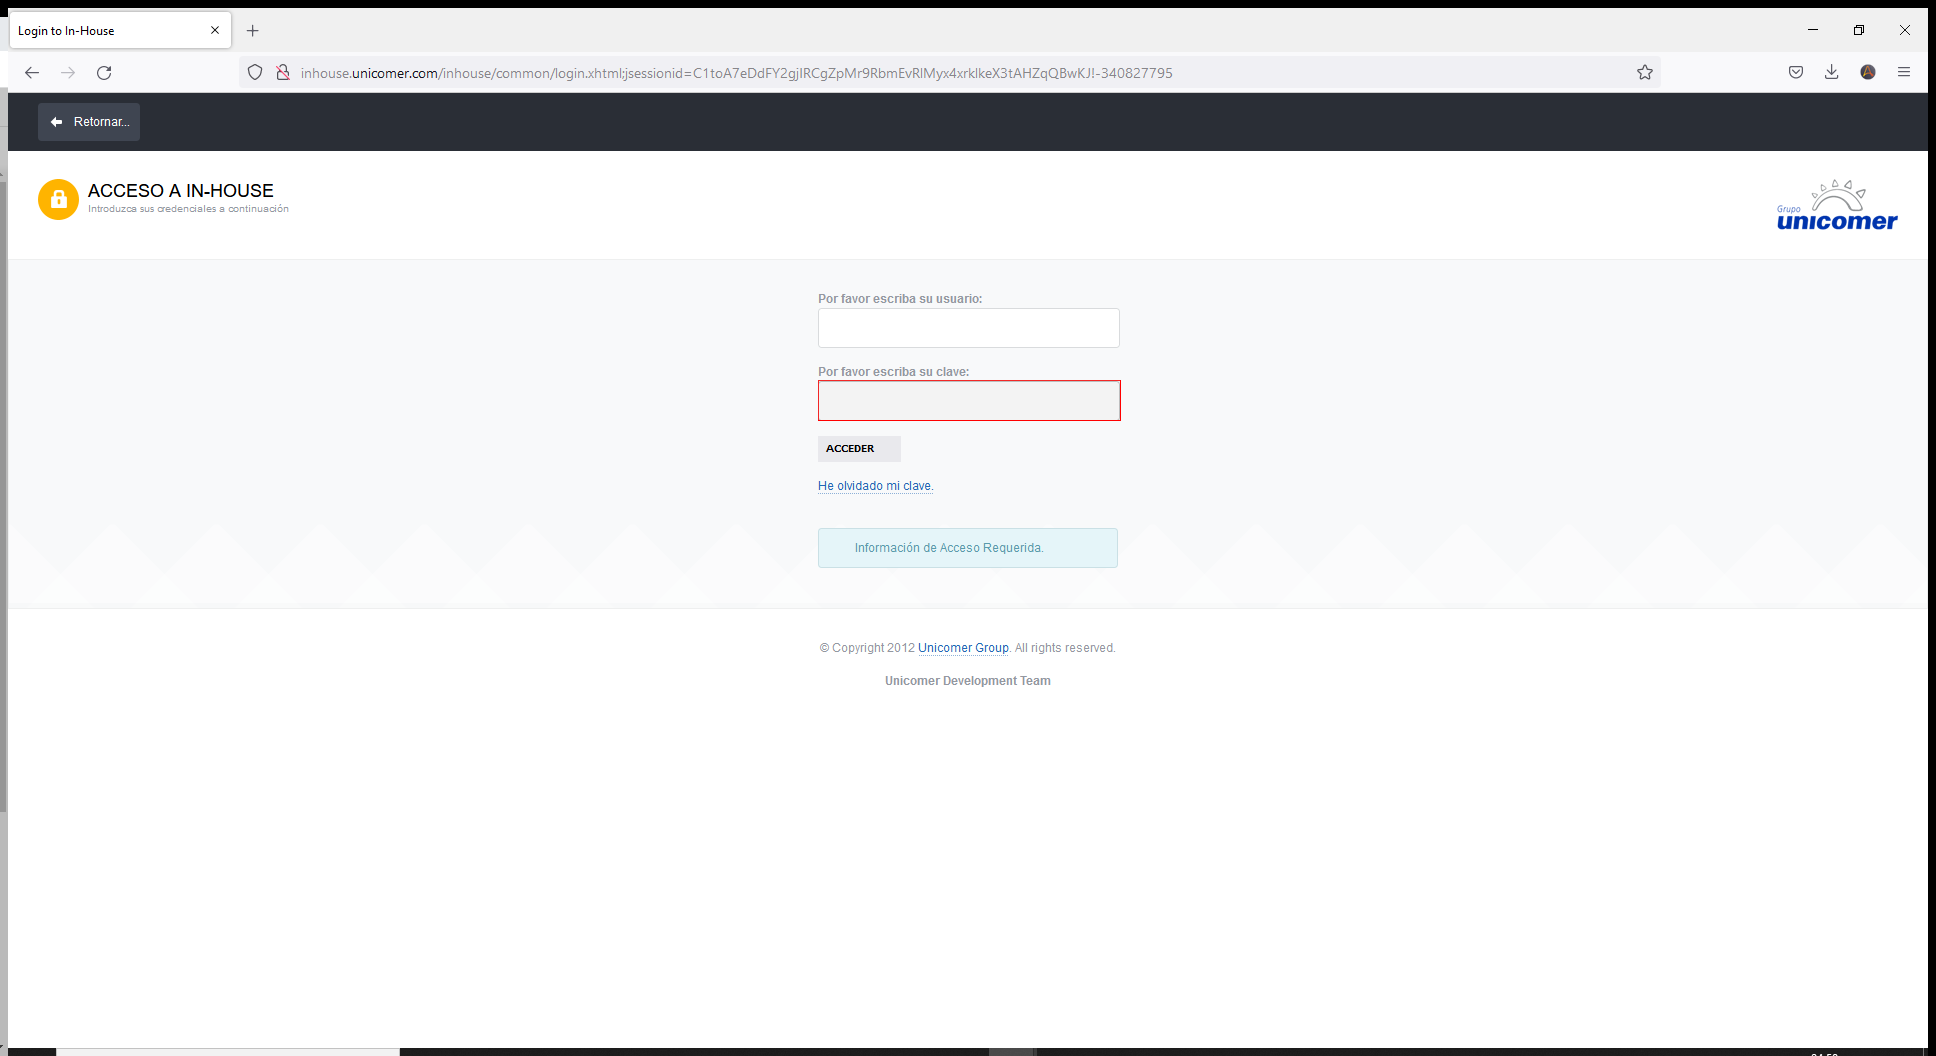 Login to In-House
inhouse.unicomer.com/inhouse/common/login.xhtml;jsessionid=C1toA7eDdFY2gjIRCgZpMr9RbmEvRlMyx4xrklkeX3tAHZqQBwKJ!-340827795
Retornar...
ACCESO A IN-HOUSE
Introduzca sus credenciales a continuación
Grupo
unicomer
Por favor escriba su usuario:
Por favor escriba su clave:
ACCEDER
He olvidado mi clave.
Información de Acceso Requerida.
© Copyright 2012 Unicomer Group. All rights reserved.
Unicomer Development Team